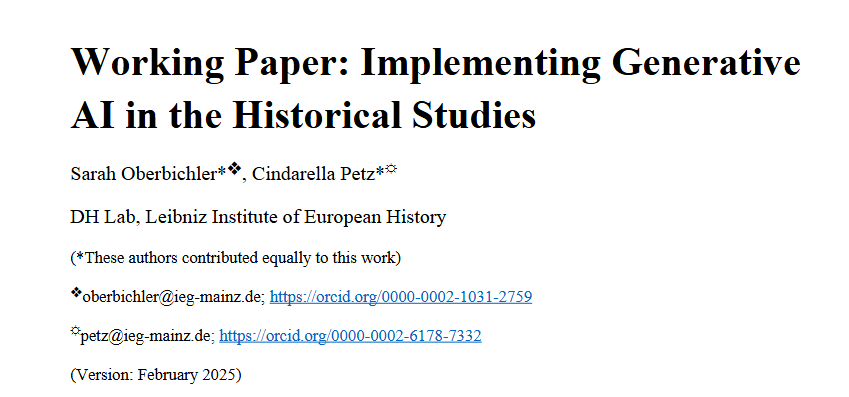 Working Paper: Implementing Generative
AI in the Historical Studies
Sarah Oberbichler*❖, Cindarella Petz*☼
DH Lab, Leibniz Institute of European History
(*These authors contributed equally to this work)
❖oberbichler@ieg-mainz.de; https://orcid.org/0000-0002-1031-2759
☼petz@ieg-mainz.de; https://orcid.org/0000-0002-6178-7332
(Version: February 2025)